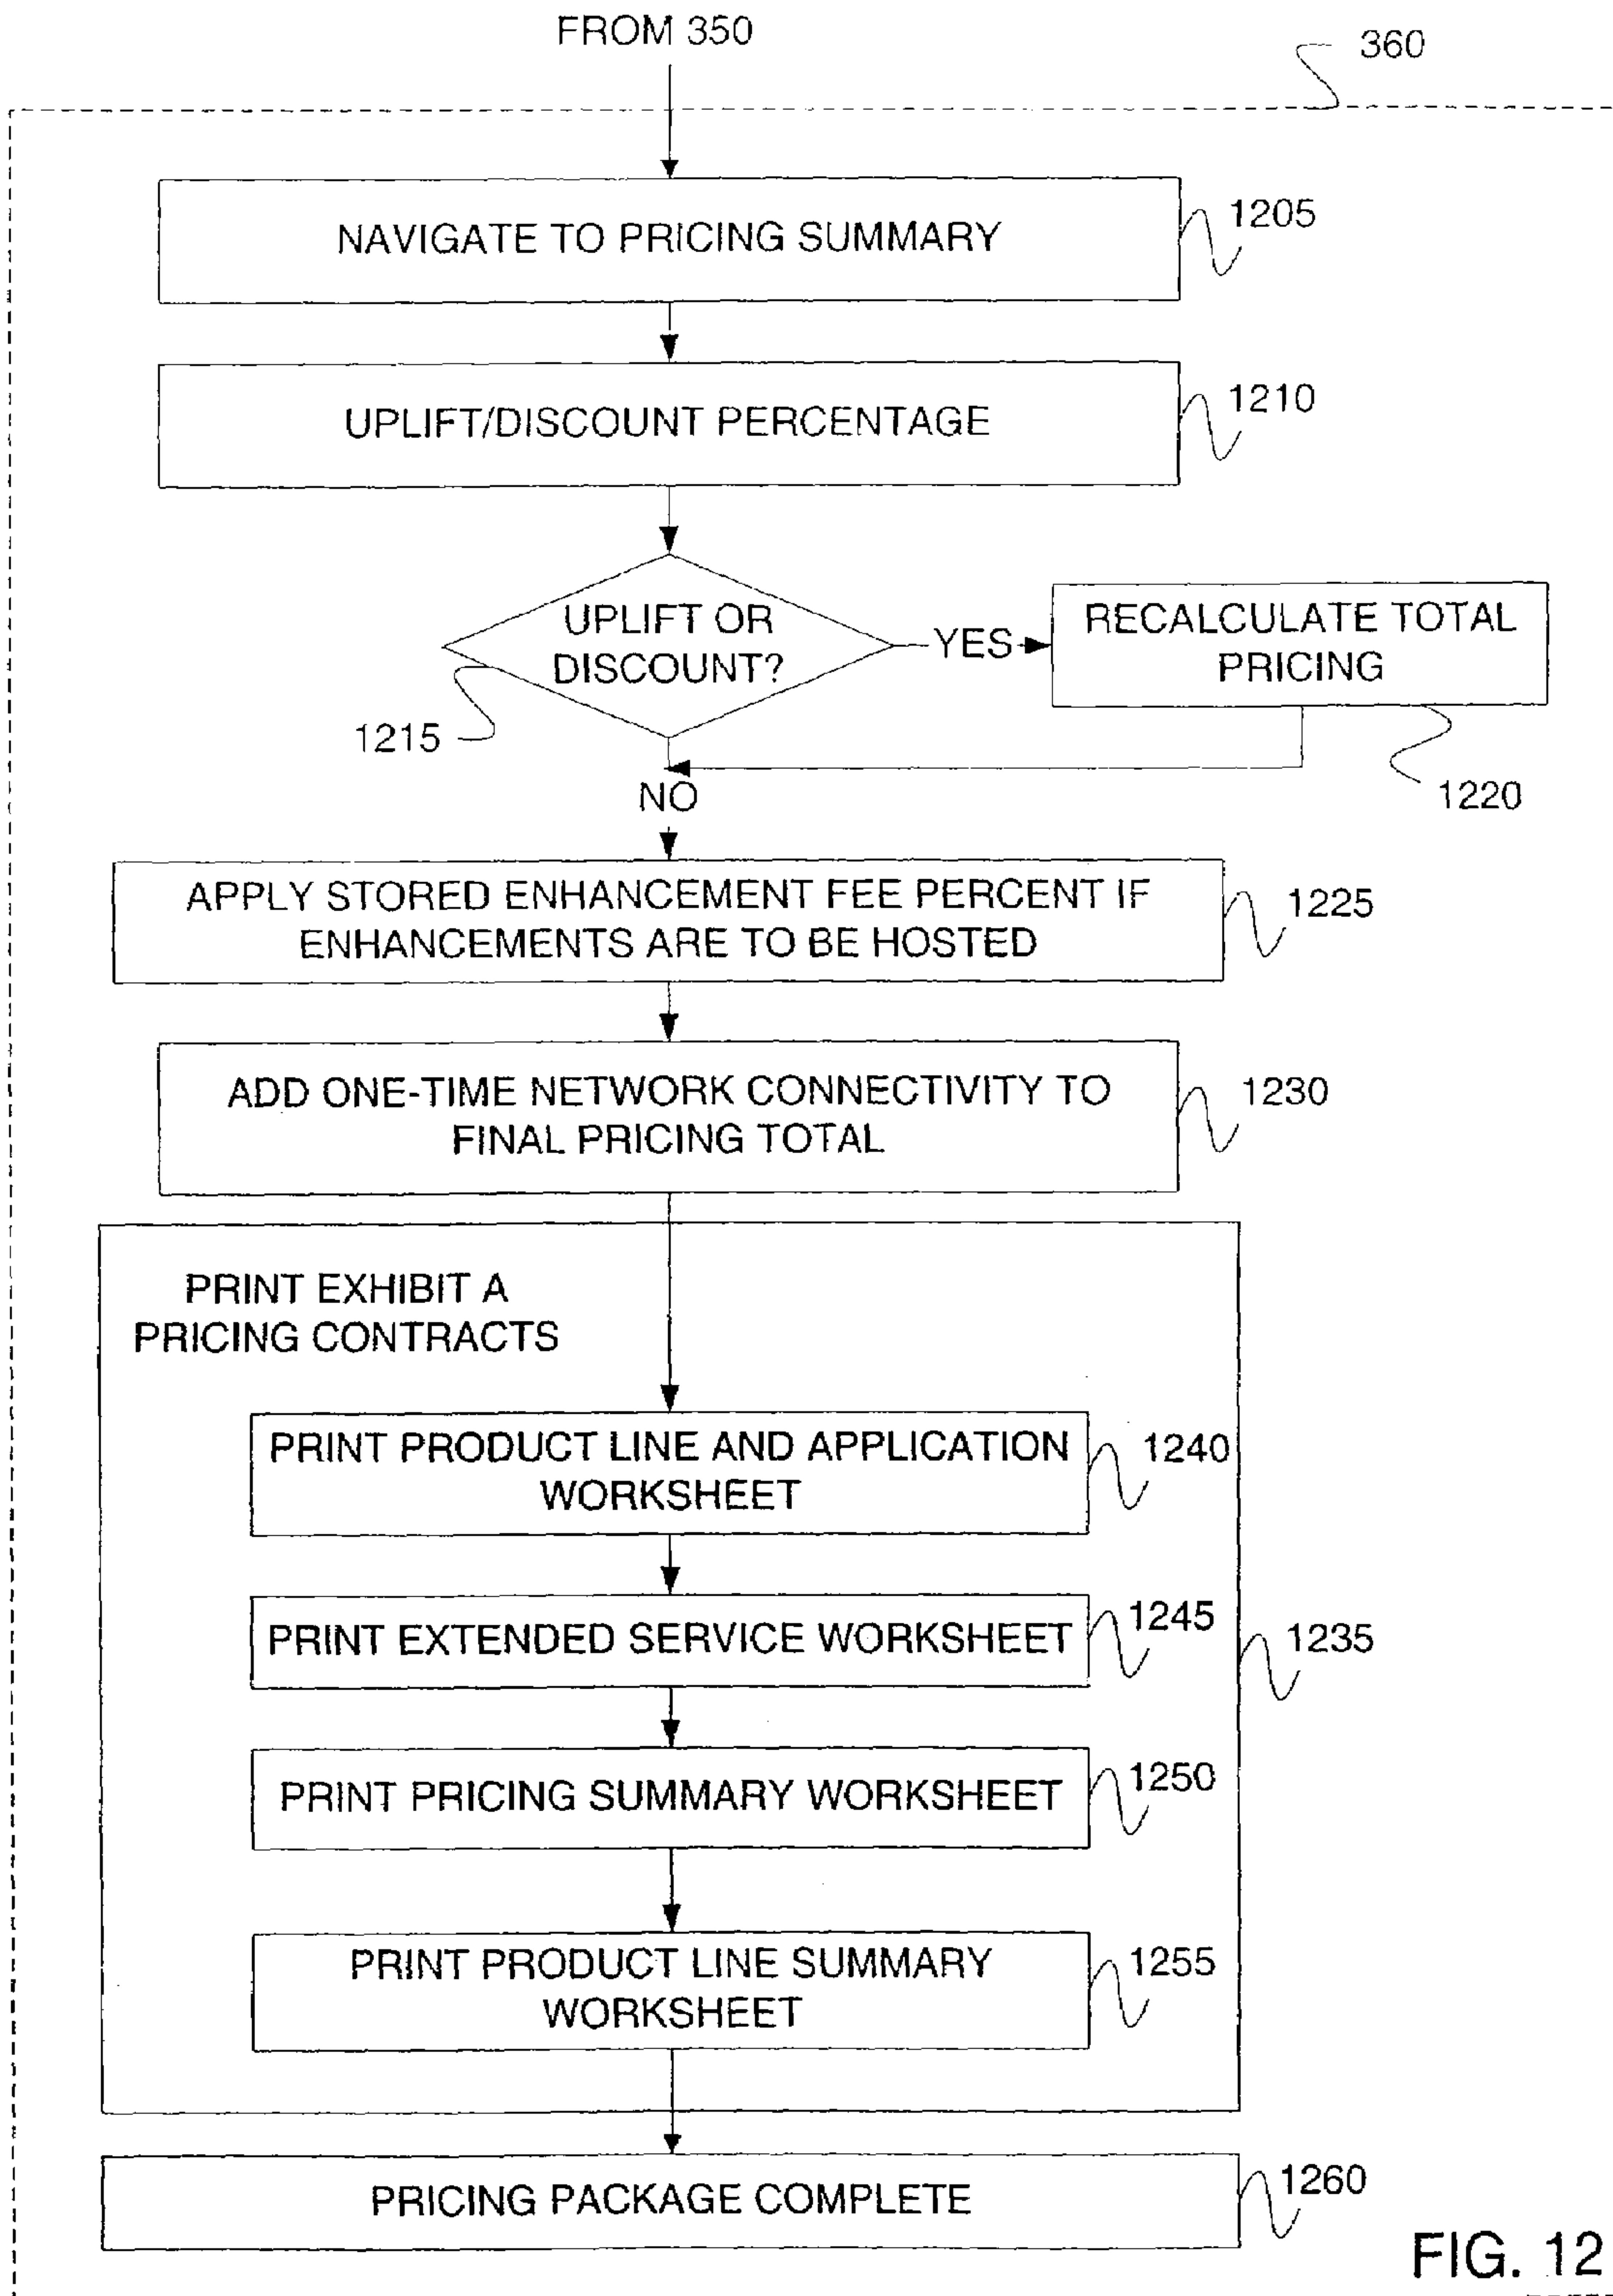 FROM 350
360
NAVIGATE TO PRICING SUMMARY
1205
UPLIFT/DISCOUNT PERCENTAGE
1210
UPLIFT OR
DISCOUNT?
YES
RECALCULATE TOTAL
PRICING
1215
1220
NO
APPLY STORED ENHANCEMENT FEE PERCENT IF
ENHANCEMENTS ARE TO BE HOSTED
1225
ADD ONE-TIME NETWORK CONNECTIVITY TO
FINAL PRICING TOTAL
1230
PRINT EXHIBIT A
PRICING CONTRACTS
PRINT PRODUCT LINE AND APPLICATION
WORKSHEET
1240
PRINT EXTENDED SERVICE WORKSHEET
1245
1235
PRINT PRICING SUMMARY WORKSHEET
1250
PRINT PRODUCT LINE SUMMARY
WORKSHEET
1255
PRICING PACKAGE COMPLETE
1260
FIG. 12